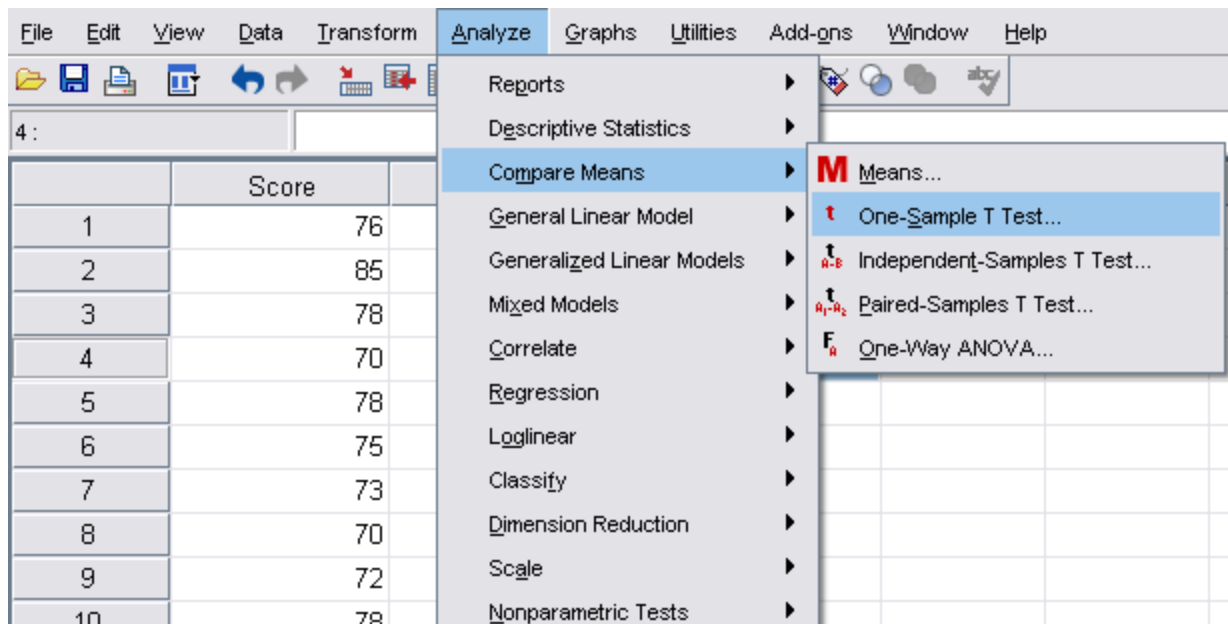 File Edit View Data Transform Analyze Graphs Utilities Add-ons Window Help
4 :
Score
1 76
2 85
3 78
4 70
5 78
6 75
7 73
8 70
9 72
10 78
Reports
Descriptive Statistics
Compare Means
General Linear Model
Generalized Linear Models
Mixed Models
Correlate
Regression
Loglinear
Classify
Dimension Reduction
Scale
Nonparametric Tests
M Means...
t One-Sample T Test...
Independent-Samples T Test...
Paired-Samples T Test...
One-Way ANOVA...